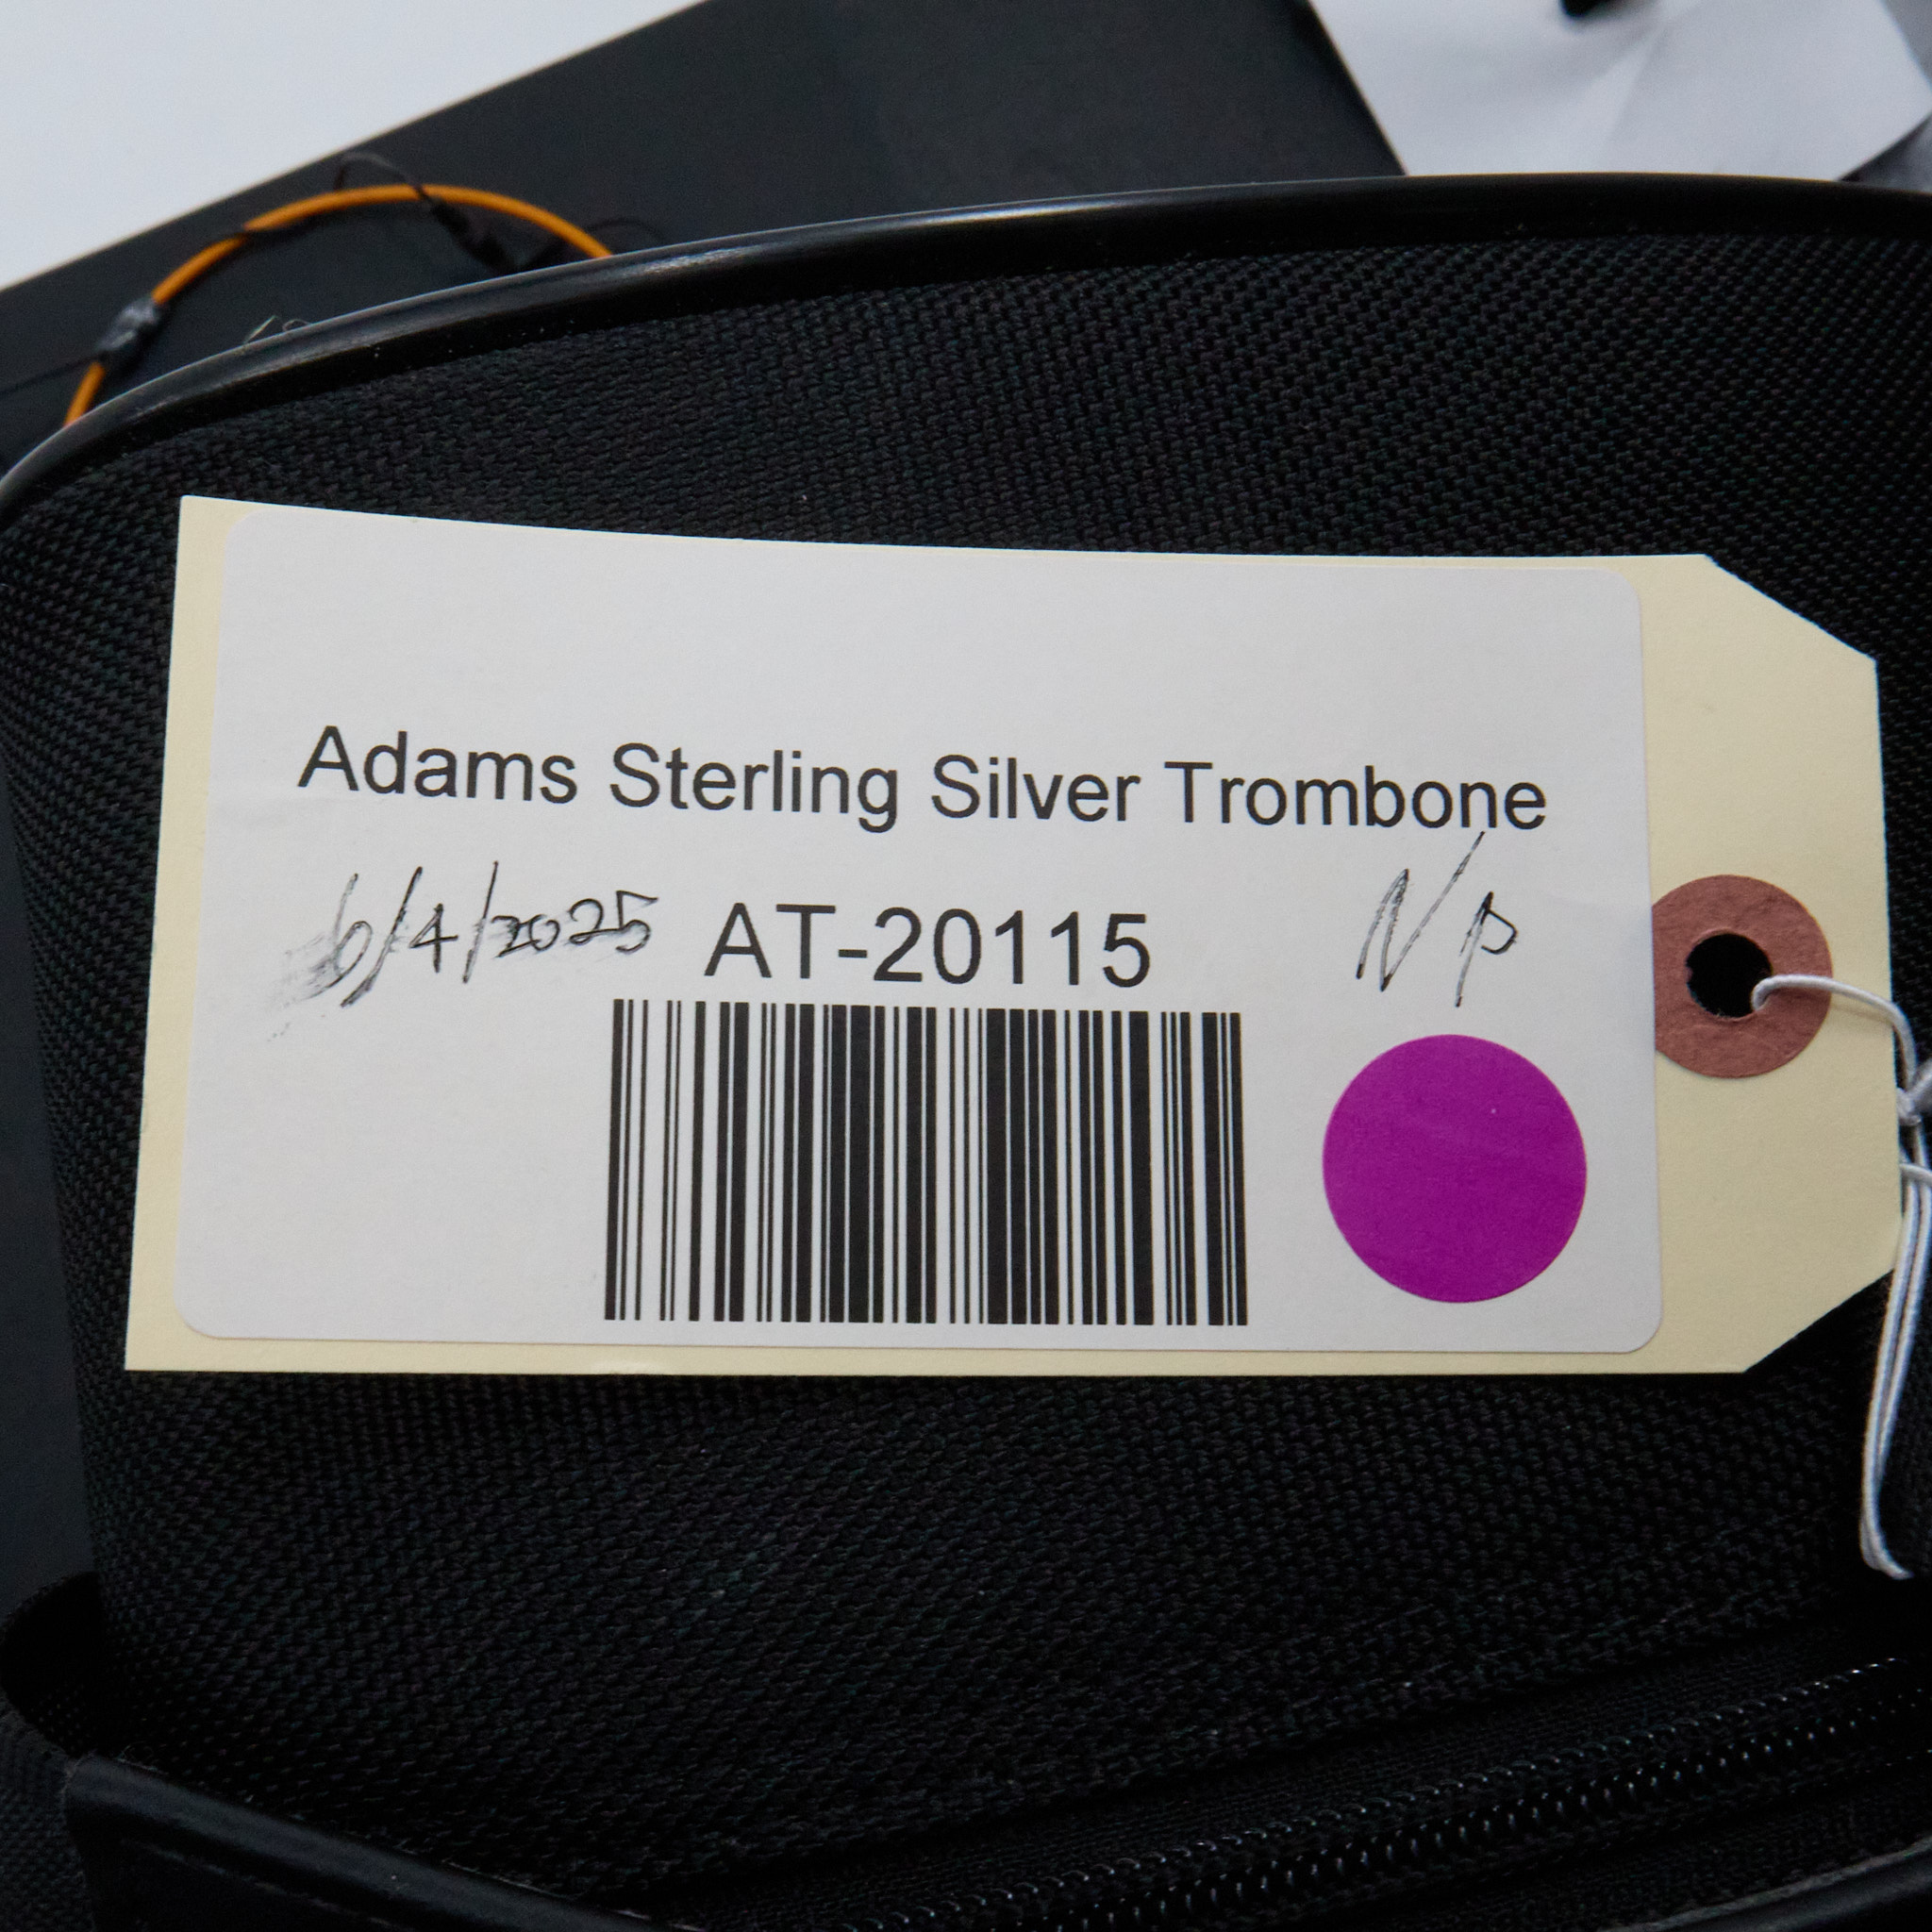 Adams Sterling Silver Trombone
6/4/2025 AT-20115 NP